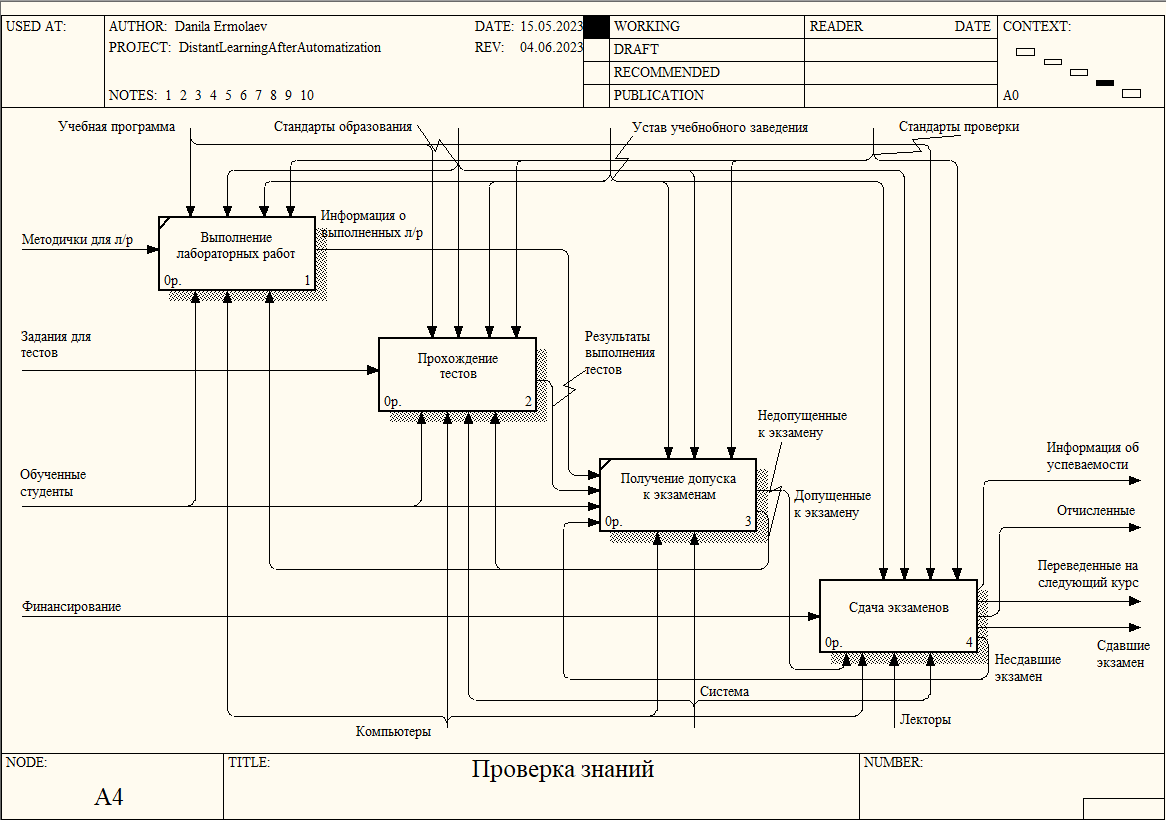 USED AT:
AUTHOR: Danila Ermolaev
DATE: 15.05.2023
PROJECT: DistantLearningAfterAutomatization
REV: 04.06.2023
NOTES: 1 2 3 4 5 6 7 8 9 10
WORKING
DRAFT
RECOMMENDED
PUBLICATION
READER
DATE
CONTEXT:
A0
Учебная программа
Стандарты образования
Устав учебнобного заведения
Стандарты проверки
Методички для л/р
Выполнение
лабораторных работ
0р.
1
Информация о
выполненных л/р
Задания для
тестов
Прохождение
тестов
0р.
2
Результаты
выполнения
тестов
Обученные
студенты
Получение допуска
к экзаменам
0р.
3
Недопущенные
к экзамену
Допущенные
к экзамену
Информация об
успеваемости
Отчисленные
Переведенные на
следующий курс
Финансирование
Сдача экзаменов
0р.
4
Сдавшие
экзамен
Несдавшие
экзамен
Система
Лекторы
Компьютеры
NODE:
A4
TITLE:
Проверка знаний
NUMBER: